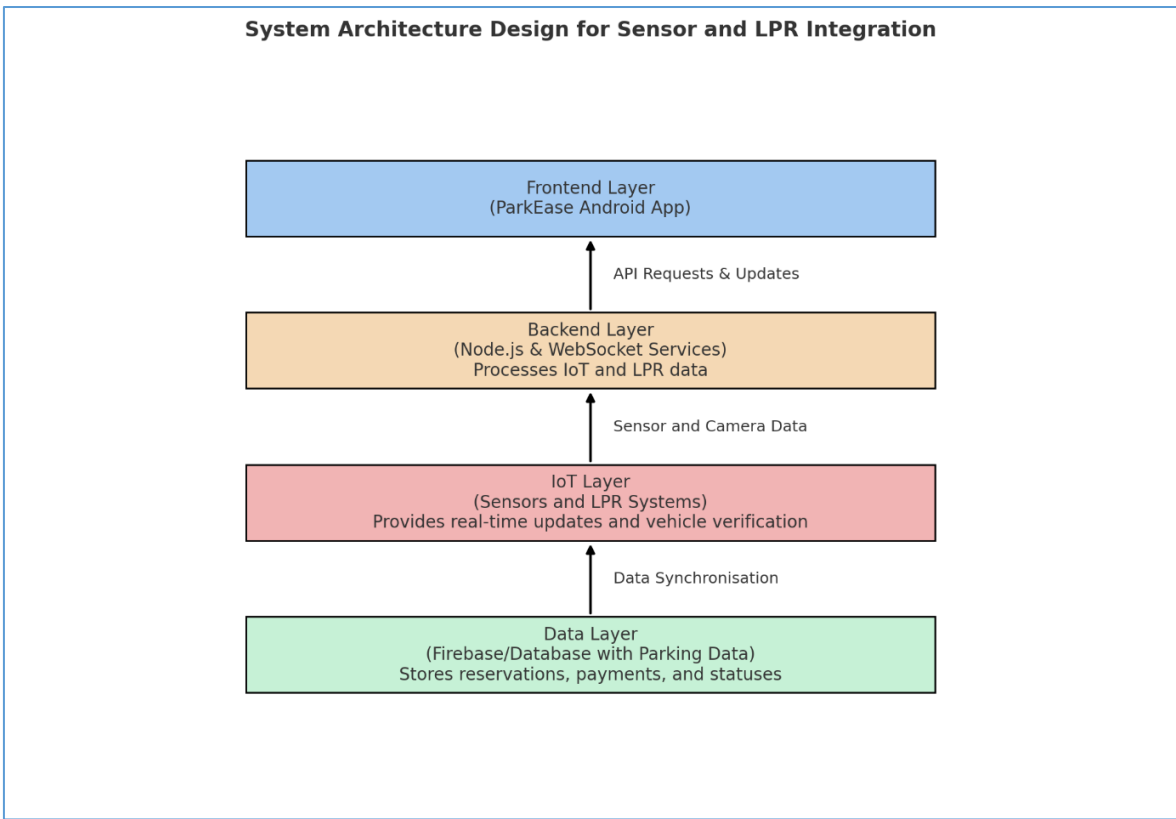 System Architecture Design for Sensor and LPR Integration
Frontend Layer
(ParkEase Android App)
API Requests & Updates
Backend Layer
(Node.js & WebSocket Services)
Processes IoT and LPR data
Sensor and Camera Data
IoT Layer
(Sensors and LPR Systems)
Provides real-time updates and vehicle verification
Data Synchronisation
Data Layer
(Firebase/Database with Parking Data)
Stores reservations, payments, and statuses